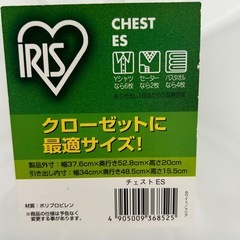 CHEST
ES
IRIS
Yシャツ
なら6枚
セーター
なら2枚
バスタオル
なら4枚
クローゼットに
最適サイズ!
製品外寸:幅37.6cm×奥行き52.8cm×高さ20cm
引き出し内寸:幅34cm×奥行き48.5cm×高さ15.5cm
材質:ポリプロピレン
4 905009 368525
チェスト ES